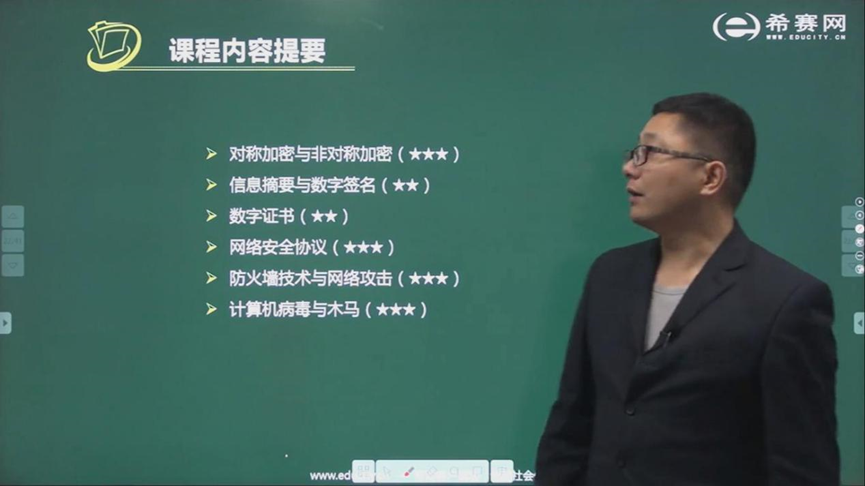 课程内容提要
希赛网
WWW.EDUCITY.CN
对称加密与非对称加密（★★★）
信息摘要与数字签名（★★）
数字证书（★★）
网络安全协议（★★★）
防火墙技术与网络攻击（★★★）
计算机病毒与木马（★★★）
www.edu
社会